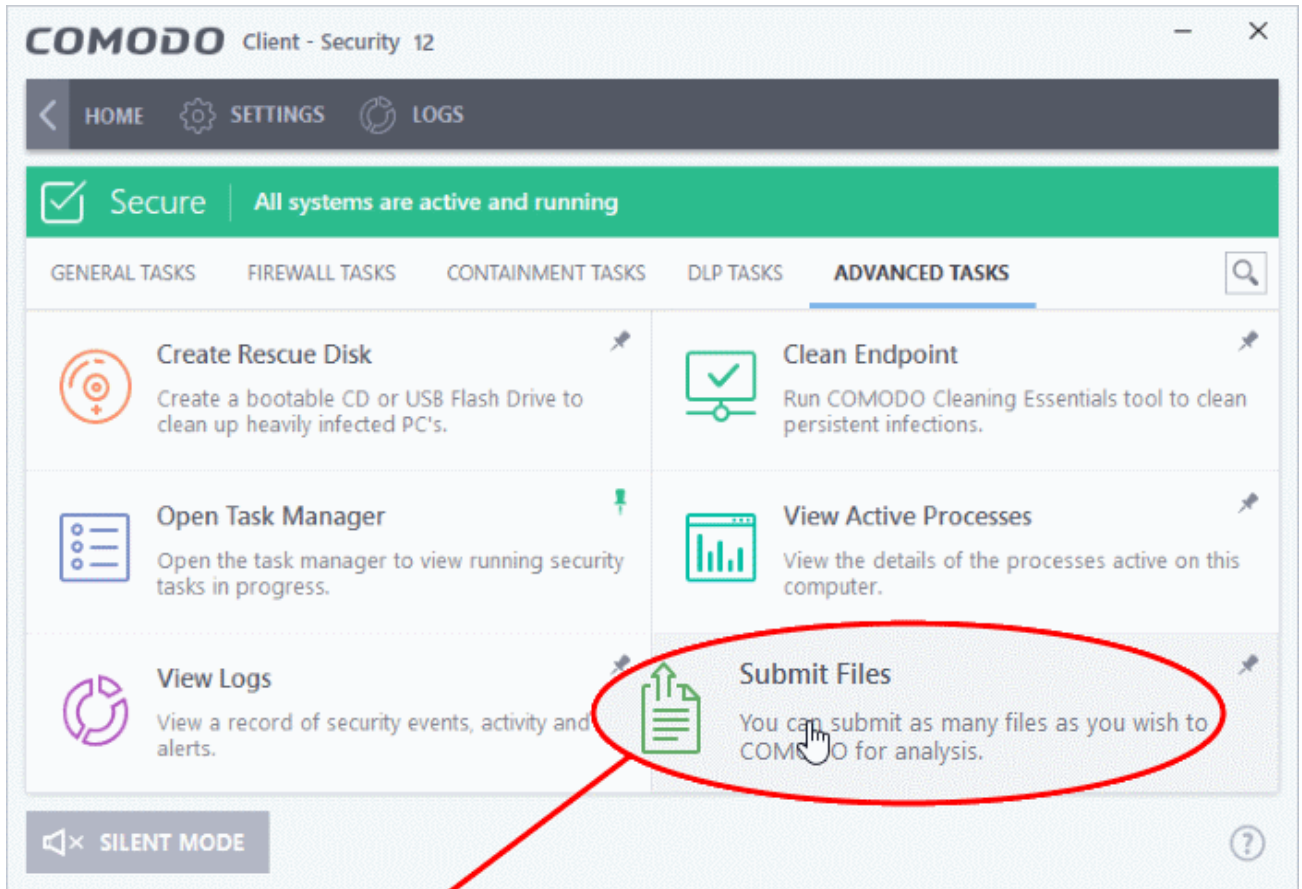 COMODO Client - Security 12
HOME SETTINGS LOGS
Secure All systems are active and running
GENERAL TASKS FIREWALL TASKS CONTAINMENT TASKS DLP TASKS ADVANCED TASKS
Create Rescue Disk
Create a bootable CD or USB Flash Drive to
clean up heavily infected PC's.
Clean Endpoint
Run COMODO Cleaning Essentials tool to clean
persistent infections.
Open Task Manager
Open the task manager to view running security
tasks in progress.
View Active Processes
View the details of the processes active on this
computer.
View Logs
View a record of security events, activity and
alerts.
Submit Files
You can submit as many files as you wish to
COMODO for analysis.
SILENT MODE
?